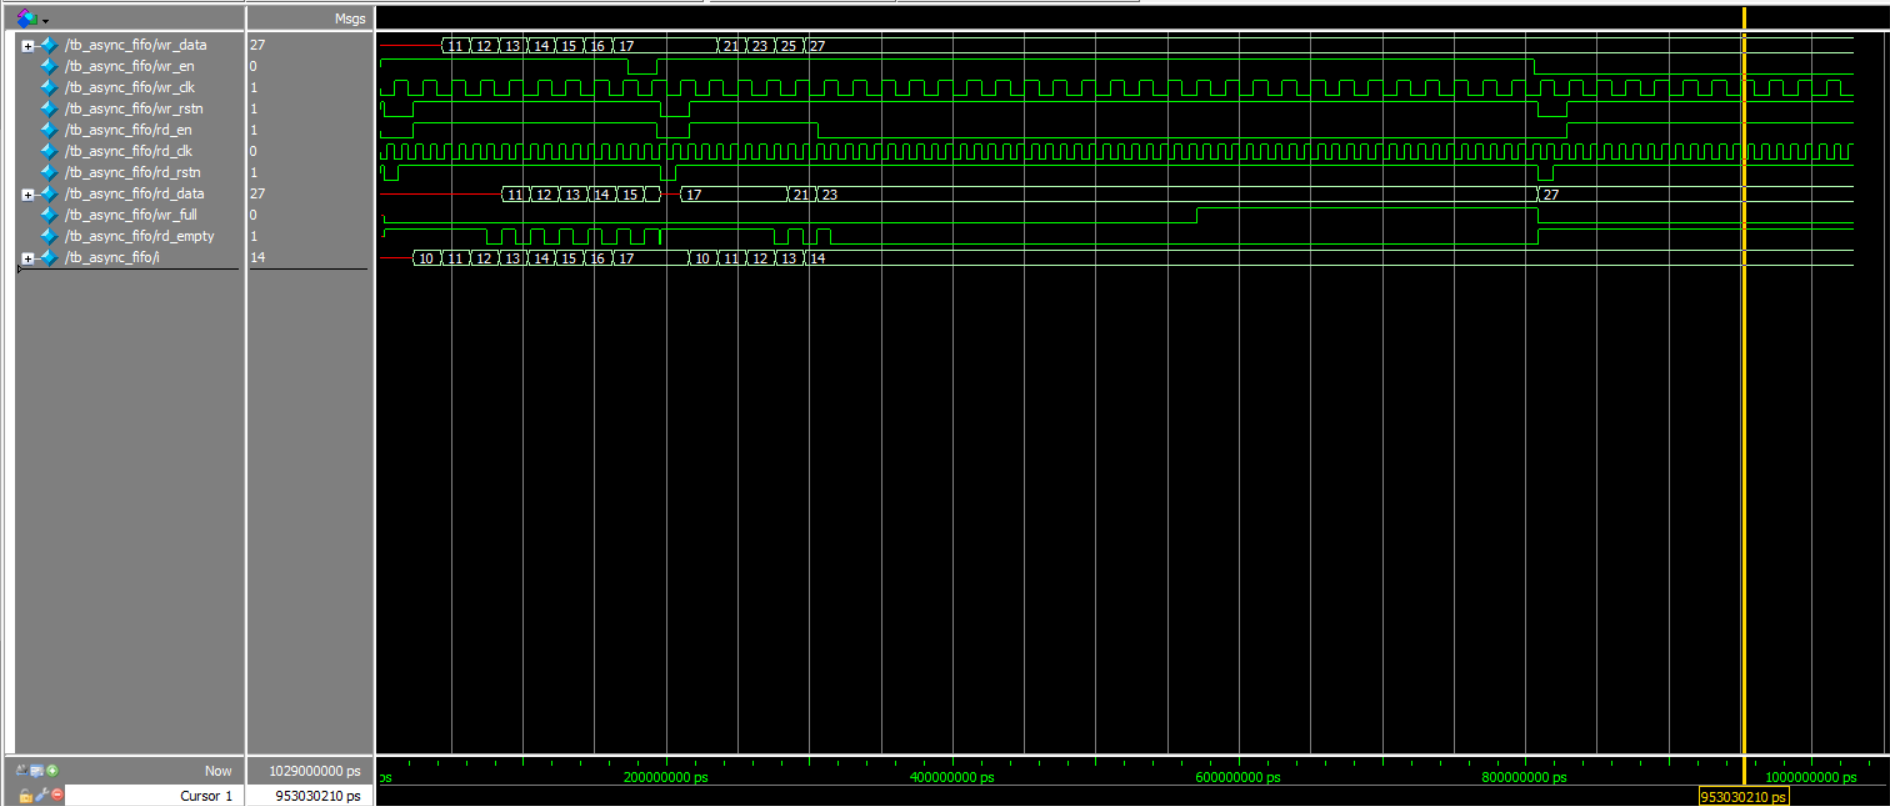 Msgs
/tb_async_fifo/wr_data 27 11 12 13 14 15 16 17 21 23 25 27
/tb_async_fifo/wr_en 0
/tb_async_fifo/wr_clk 1
/tb_async_fifo/wr_rstn 1
/tb_async_fifo/rd_en 1
/tb_async_fifo/rd_clk 0
/tb_async_fifo/rd_rstn 1
/tb_async_fifo/rd_data 27 11 12 13 14 15 17 21 23 27
/tb_async_fifo/wr_full 0
/tb_async_fifo/rd_empty 1
/tb_async_fifo/i 14 10 11 12 13 14 15 16 17 10 11 12 13 14
Now 1029000000 ps ps 200000000 ps 400000000 ps 600000000 ps 800000000 ps 1000000000 ps
Cursor 1 953030210 ps 953030210 ps